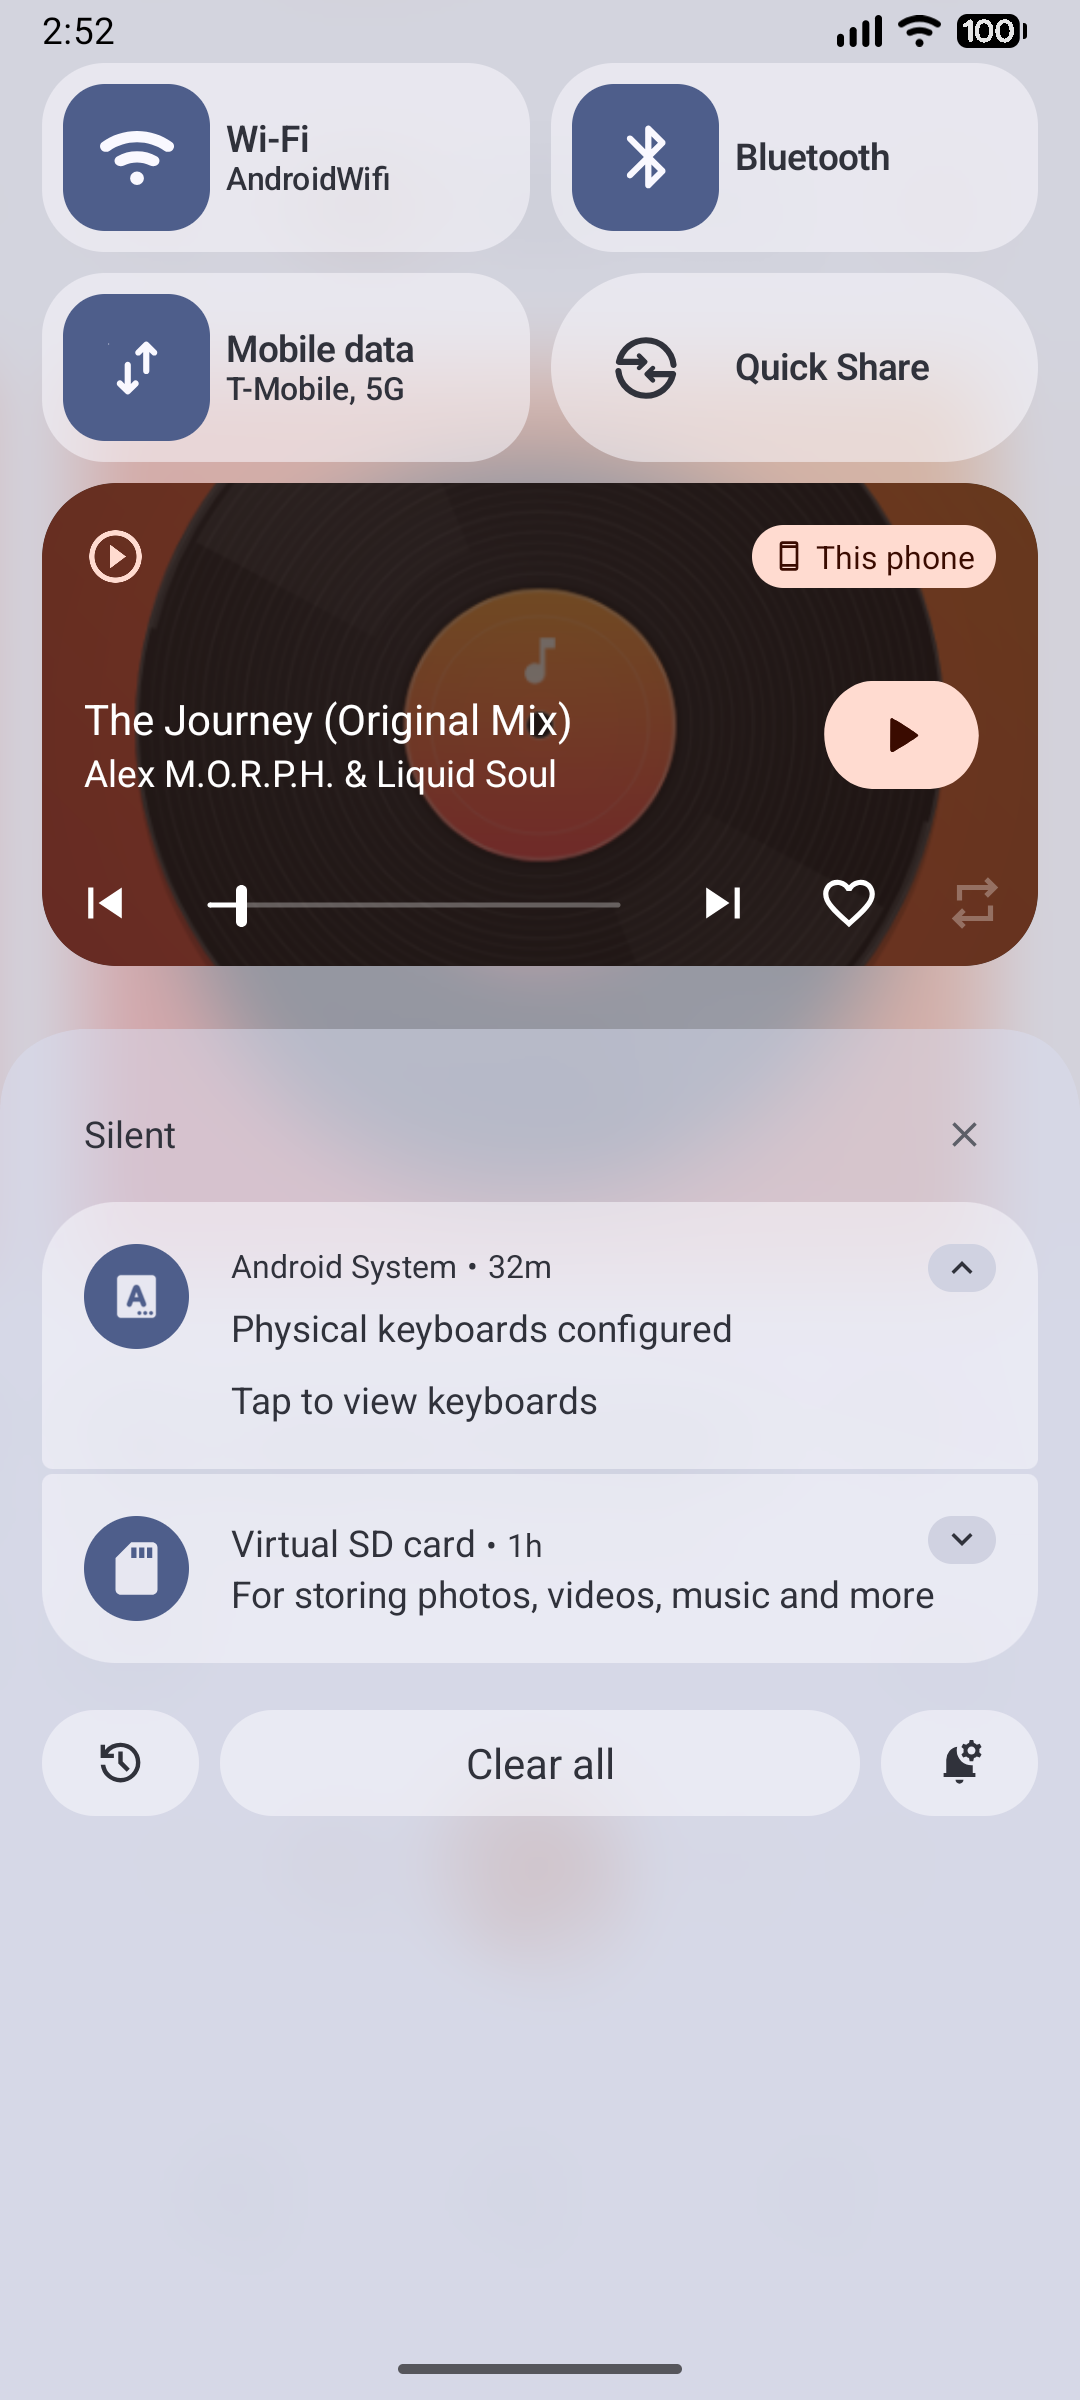 2:52
100
Wi-Fi
AndroidWifi
Bluetooth
Mobile data
T-Mobile, 5G
Quick Share
This phone
The Journey (Original Mix)
Alex M.O.R.P.H. & Liquid Soul
Silent
Android System • 32m
Physical keyboards configured
Tap to view keyboards
Virtual SD card • 1h
For storing photos, videos, music and more
Clear all